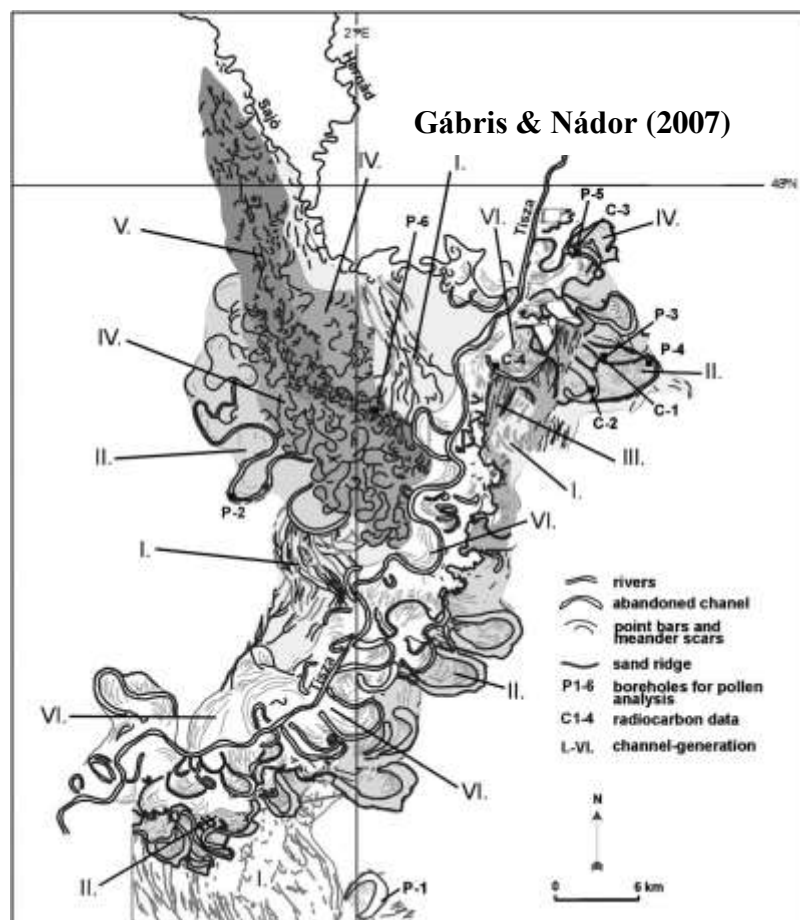 21°E
Hernád
Sajó
Gábris & Nádor (2007)
48°N
IV.
I.
P-5
C-3
P-6
VI.
Tisza
IV.
V.
P-3
C-4
P-4
IV.
II.
C-1
C-2
II.
III.
I.
P-2
VI.
I.
rivers
abandoned chanel
point bars and
meander scars
sand ridge
Tisza
II.
P1-6 boreholes for pollen
analysis
C1-4 radiocarbon data
VI.
I.-VI. channel-generation
VI.
N
II.
I.
P-1
0 6 km